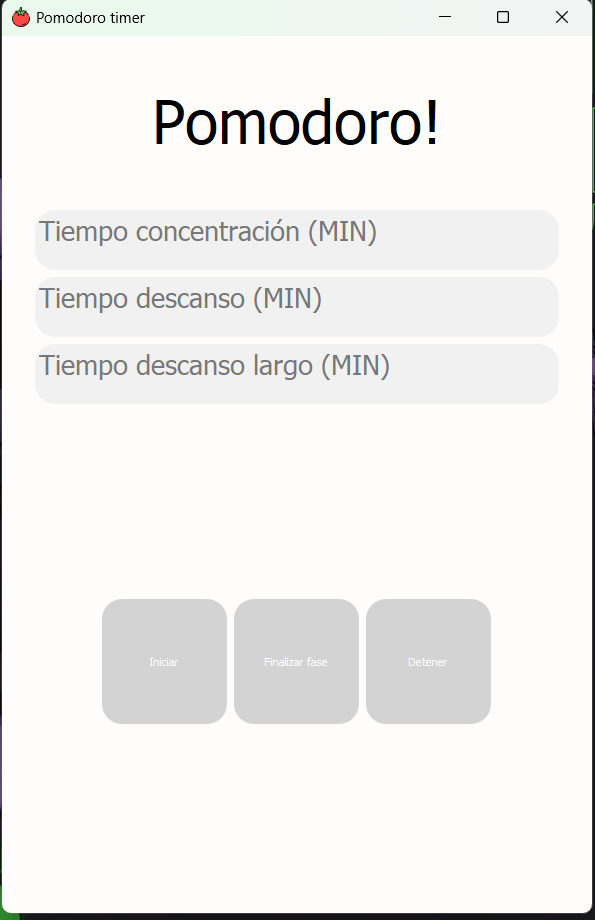 Pomodoro timer
Pomodoro!
Tiempo concentración (MIN)
Tiempo descanso (MIN)
Tiempo descanso largo (MIN)
Iniciar
Finalizar fase
Detener